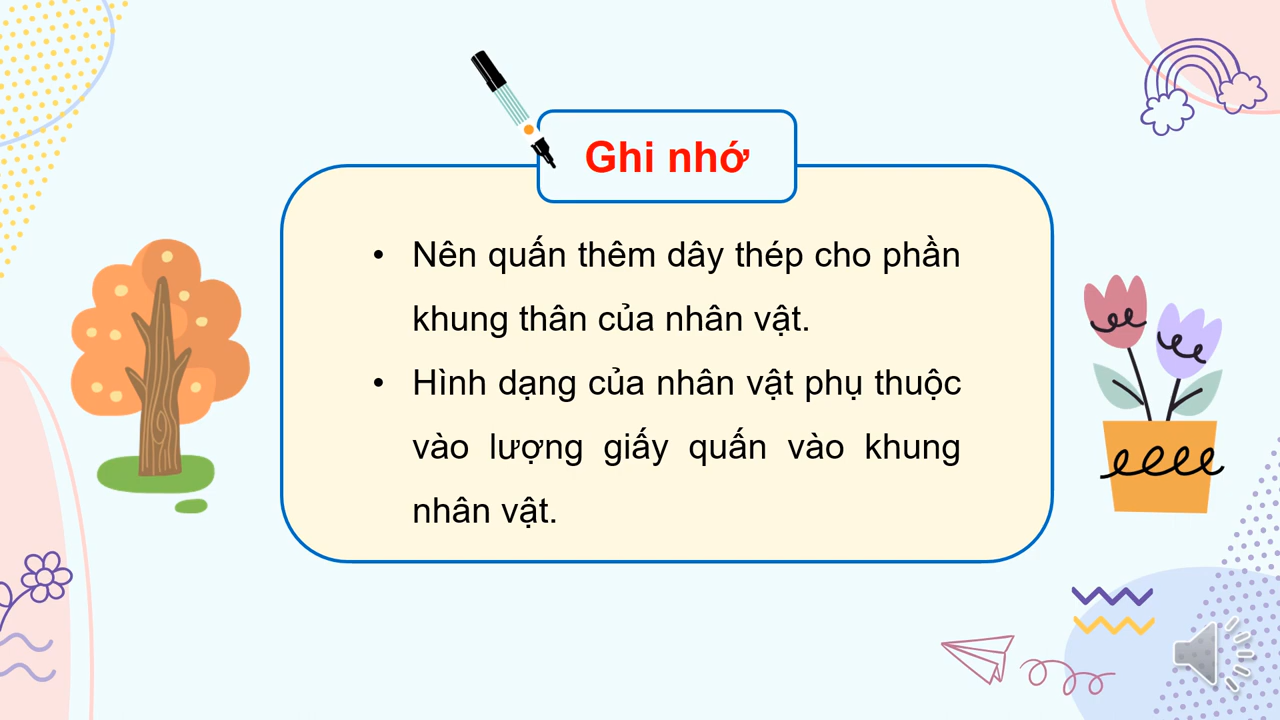 Ghi nhớ
• Nên quấn thêm dây thép cho phần
khung thân của nhân vật.
• Hình dạng của nhân vật phụ thuộc
vào lượng giấy quấn vào khung
nhân vật.